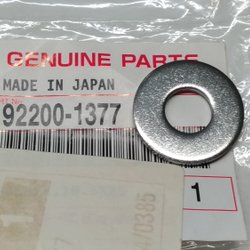 GENUINE PARTS
MADE IN JAPAN
92200-1377
1